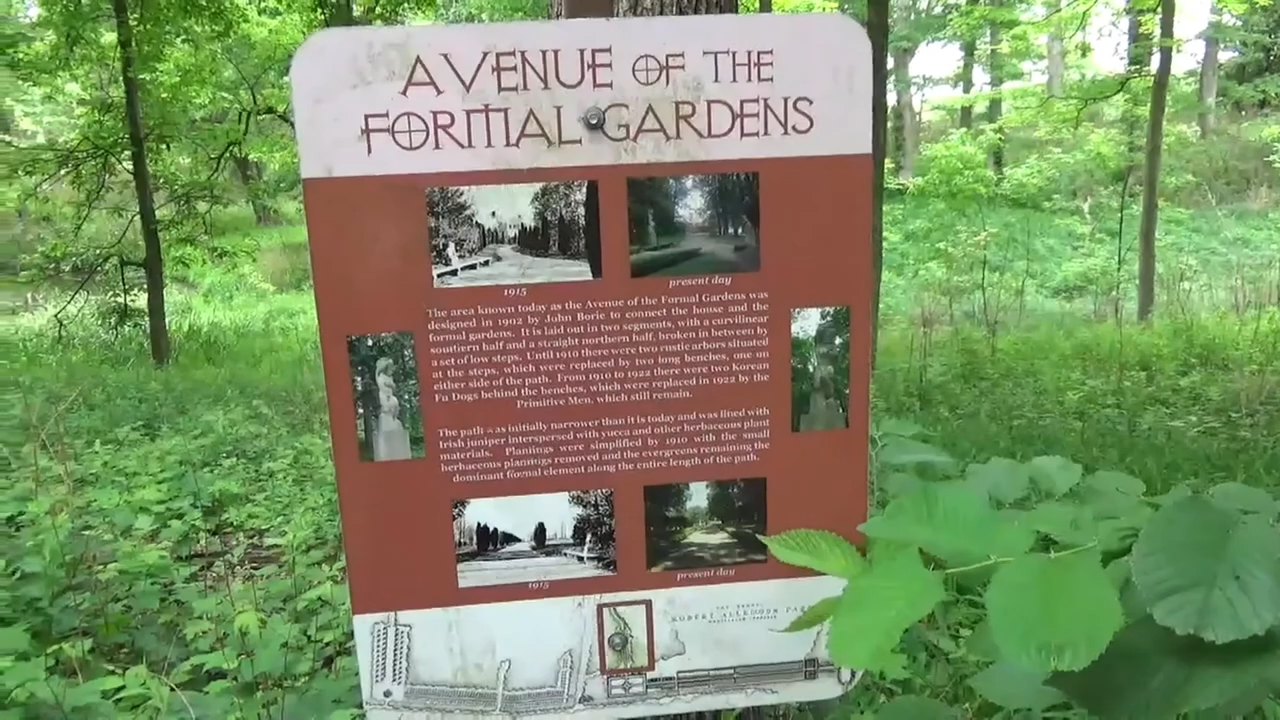 AVENUE OF THE
FORMAL GARDENS
1915
present day
The area known today as the Avenue of the Formal Gardens was
designed in 1902 by John Borie to connect the house and the
formal gardens. It is laid out in two segments, with a curvilinear
southern half and a straight northern half, broken in between by
a set of low steps. Until 1910 there were two rustic arbors situated
at the steps, which were replaced by two long benches, one on
either side of the path. From 1910 to 1922 there were two Korean
Fu Dogs behind the benches, which were replaced in 1922 by the
Primitive Men, which still remain.
The path was initially narrower than it is today and was lined with
Irish juniper interspersed with yucca and other herbaceous plant
materials. Plantings were simplified by 1910 with the small
herbaceous plantings removed and the evergreens remaining the
dominant formal element along the entire length of the path.
1915
present day
ROBERT ALLERTON